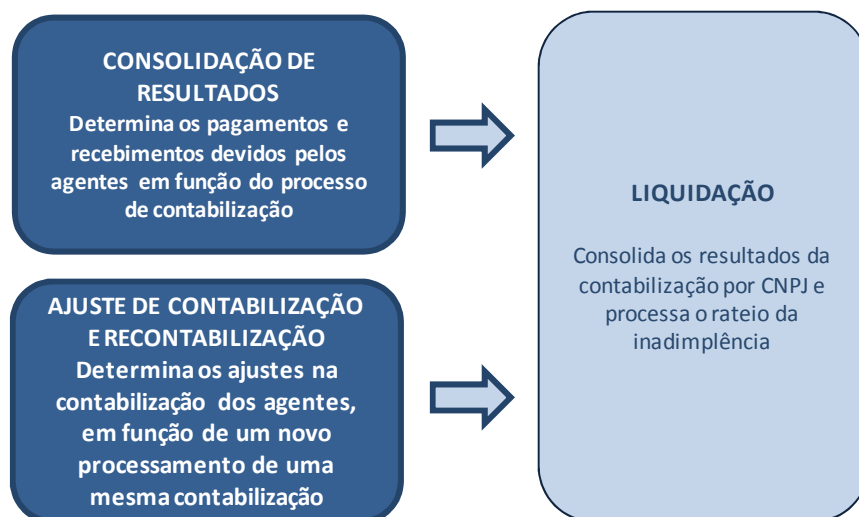 CONSOLIDAÇÃO DE
RESULTADOS
Determina os pagamentos e
recebimentos devidos pelos
agentes em função do processo
de contabilização
AJUSTE DE CONTABILIZAÇÃO
E RECONTABILIZAÇÃO
Determina os ajustes na
contabilização dos agentes,
em função de um novo
processamento de uma
mesma contabilização
LIQUIDAÇÃO
Consolida os resultados da
contabilização por CNPJ e
processa o rateio da
inadimplência